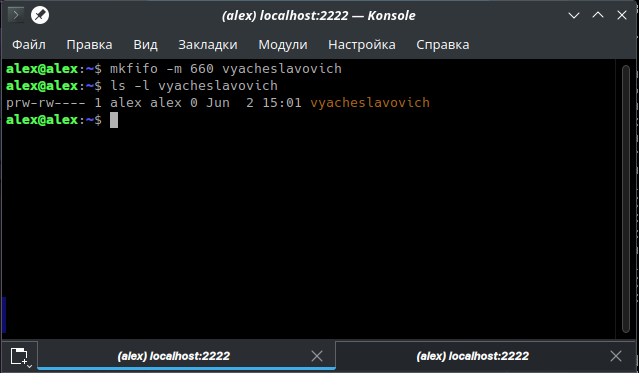 (alex) localhost:2222 — Konsole
Файл Правка Вид Закладки Модули Настройка Справка
alex@alex:~$ mkfifo -m 660 vyacheslavovich
alex@alex:~$ ls -l vyacheslavovich
prw-rw---- 1 alex alex 0 Jun  2 15:01 vyacheslavovich
alex@alex:~$
(alex) localhost:2222 (alex) localhost:2222